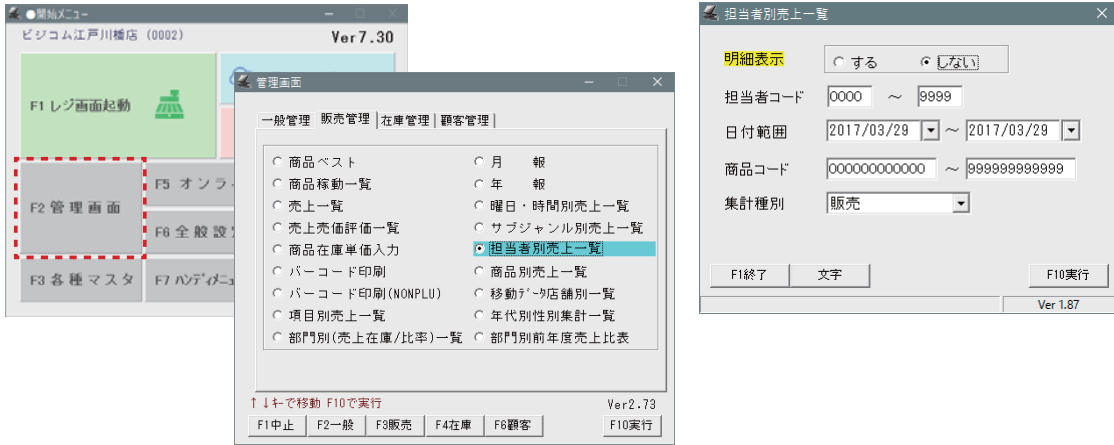 ●開始メニュー
ビジコム江戸川橋店 (0002)
Ver7.30
F1 レジ画面起動
F2 管理画面
F5 オンラ
F6 全般設
F3 各種マスタ
F7 ハンディメニュ
管理画面
一般管理 販売管理 在庫管理 顧客管理
商品ベスト
商品稼動一覧
売上一覧
売上売価評価一覧
商品在庫単価入力
バーコード印刷
バーコード印刷(NONPLU)
項目別売上一覧
部門別(売上在庫/比率)一覧
月 報
年 報
曜日・時間別売上一覧
サブジャンル別売上一覧
担当者別売上一覧
商品別売上一覧
移動データ店舗別一覧
年代別性別集計一覧
部門別前年度売上比表
↑↓キーで移動 F10で実行
Ver2.73
F1中止 F2一般 F3販売 F4在庫 F6顧客 F10実行
担当者別売上一覧
明細表示 する しない
担当者コード 0000 ～ 9999
日付範囲 2017/03/29 ～ 2017/03/29
商品コード 000000000000 ～ 999999999999
集計種別 販売
F1終了 文字 F10実行
Ver 1.87